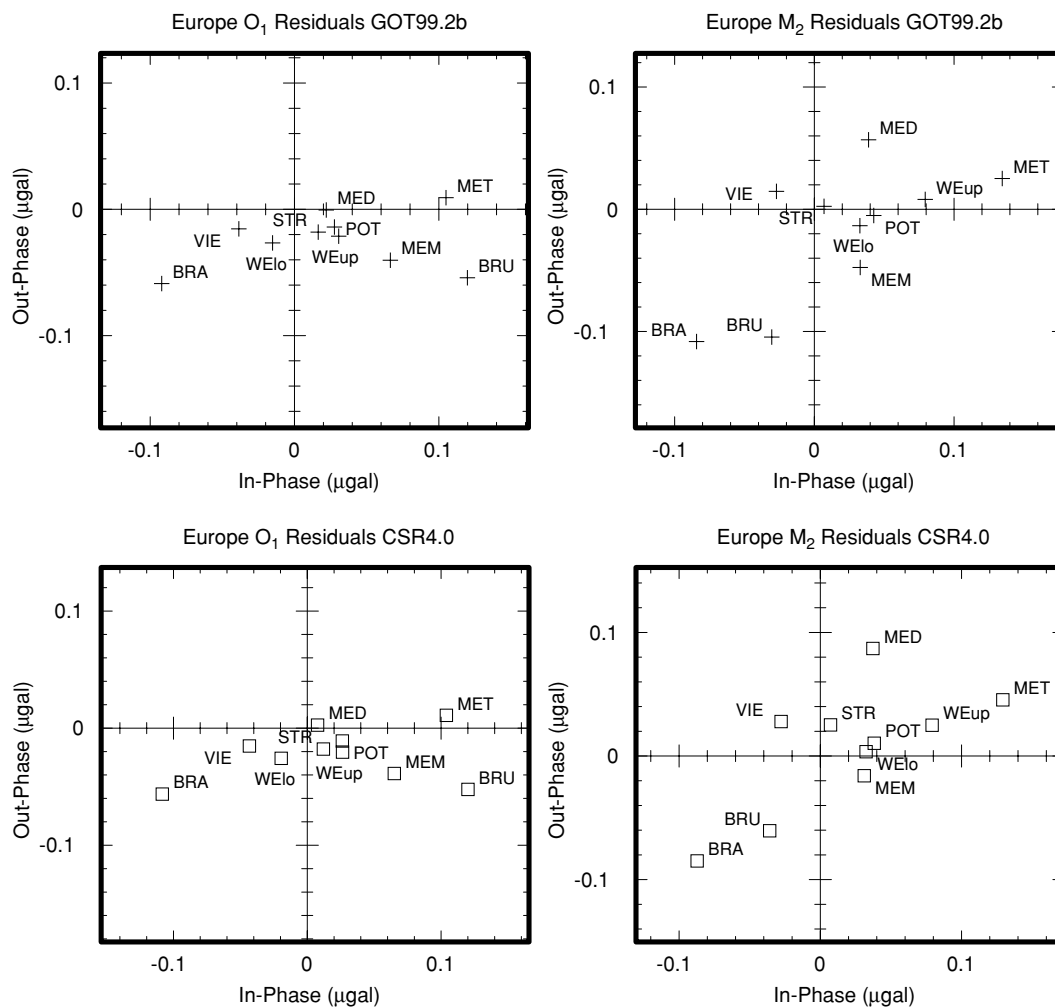 Europe O1 Residuals GOT99.2b
0.1
0
-0.1
Out-Phase (μgal)
MED
MET
STR
POT
VIE
WElo
WEup
MEM
BRA
BRU
-0.1
0
0.1
In-Phase (μgal)
Europe M2 Residuals GOT99.2b
0.1
0
-0.1
Out-Phase (μgal)
MED
MET
WEup
VIE
STR
POT
WElo
MEM
BRA
BRU
-0.1
0
0.1
In-Phase (μgal)
Europe O1 Residuals CSR4.0
0.1
0
-0.1
Out-Phase (μgal)
MED
MET
STR
VIE
POT
WElo
WEup
MEM
BRA
BRU
-0.1
0
0.1
In-Phase (μgal)
Europe M2 Residuals CSR4.0
0.1
0
-0.1
Out-Phase (μgal)
MED
MET
VIE
STR
WEup
POT
WElo
MEM
BRU
BRA
-0.1
0
0.1
In-Phase (μgal)